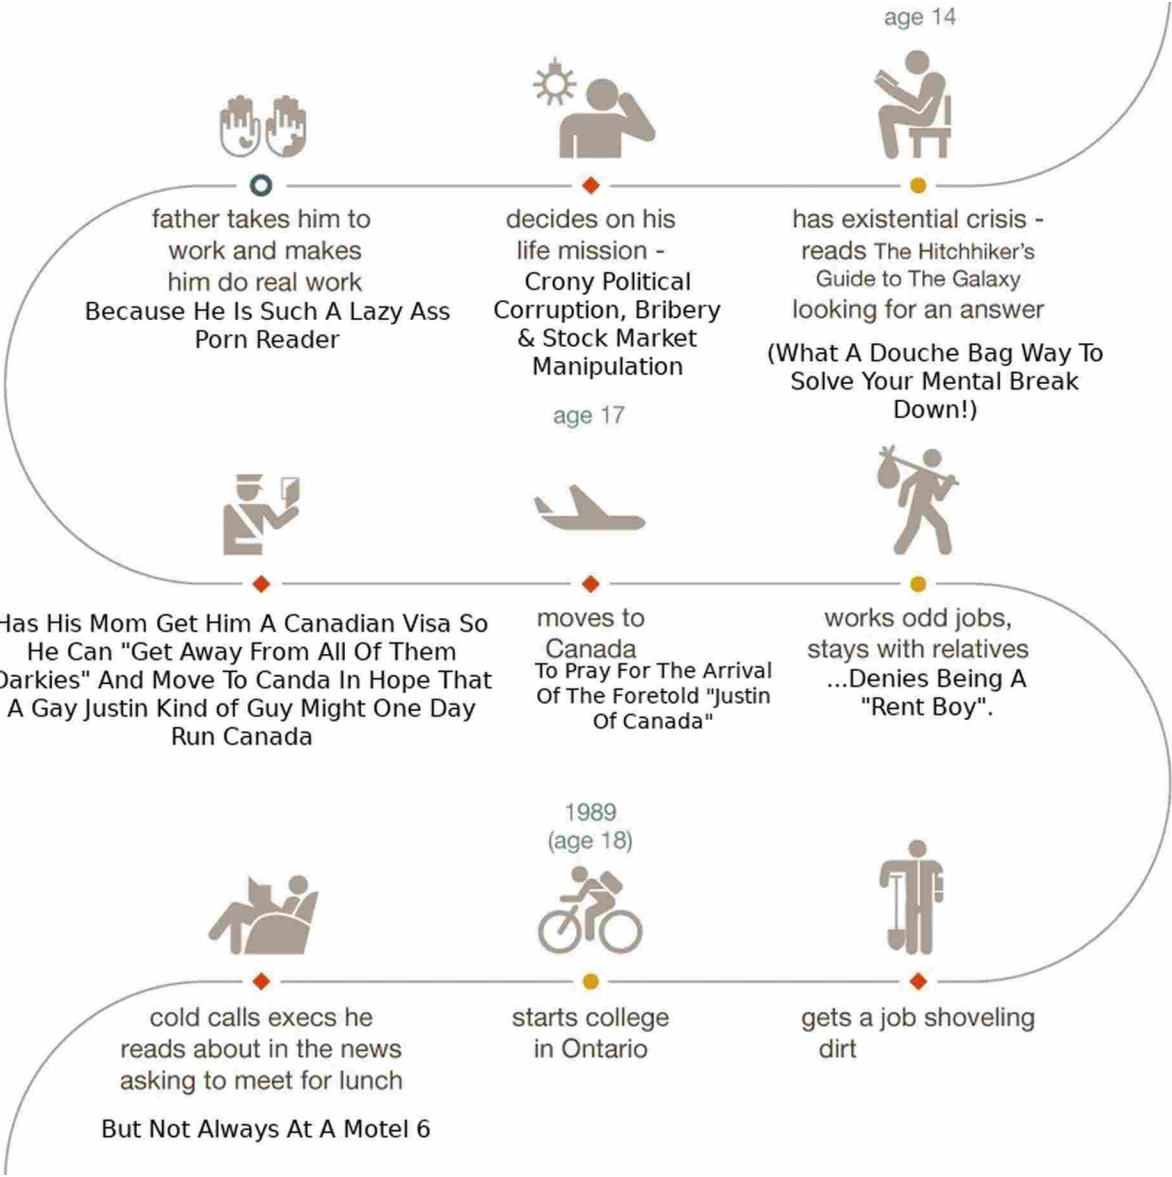 age 14
has existential crisis -
reads The Hitchhiker's
Guide to The Galaxy
looking for an answer
(What A Douche Bag Way To
Solve Your Mental Break
Down!)
decides on his
life mission -
Crony Political
Corruption, Bribery
& Stock Market
Manipulation
father takes him to
work and makes
him do real work
Because He Is Such A Lazy Ass
Porn Reader
Has His Mom Get Him A Canadian Visa So
He Can "Get Away From All Of Them
Darkies" And Move To Canda In Hope That
A Gay Justin Kind of Guy Might One Day
Run Canada
age 17
moves to
Canada
To Pray For The Arrival
Of The Foretold "Justin
Of Canada"
works odd jobs,
stays with relatives
...Denies Being A
"Rent Boy".
gets a job shoveling
dirt
1989
(age 18)
starts college
in Ontario
cold calls execs he
reads about in the news
asking to meet for lunch
But Not Always At A Motel 6